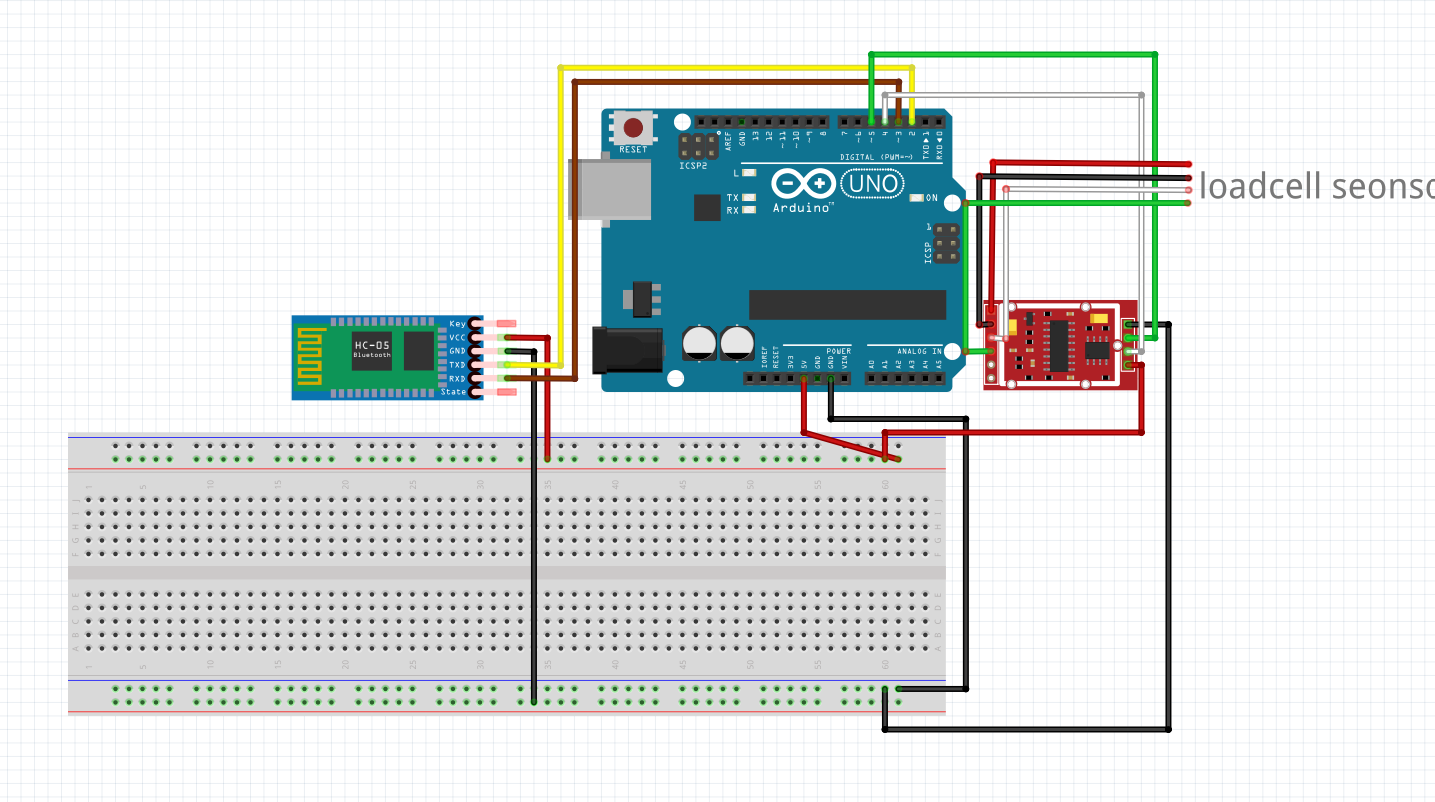 RESET
ICSP2
AREF
GND
13
12
~11
~10
~9
8
7
~6
~5
4
~3
2
TXD▶1
RXD◀0
DIGITAL (PWM=~)
L
TX
RX
Arduino™
UNO
ON
1
ICSP
loadcell seonso
Key
VCC
GND
TXD
RXD
State
HC-05
Bluetooth
POWER
ANALOG IN
IOREF
RESET
3V3
5V
GND
GND
VIN
A0
A1
A2
A3
A4
A5
1 5 10 15 20 25 30 35 40 45 50 55 60
J J
I I
H H
G G
F F
E E
D D
C C
B B
A A
1 5 10 15 20 25 30 35 40 45 50 55 60